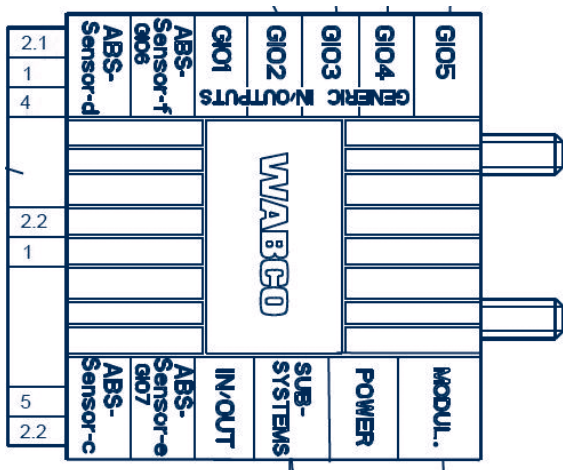 2.1
1
4
2.2
1
5
2.2
ABS-
Sensor-d
ABS-
Sensor-f
GIO6
GIO1
GIO2
GIO3
GIO4
GIO5
GENERIC IN/OUTPUTS
WABCO
ABS-
Sensor-c
ABS-
Sensor-e
GIO7
IN/OUT
SUB-
SYSTEMS
POWER
MODUL..